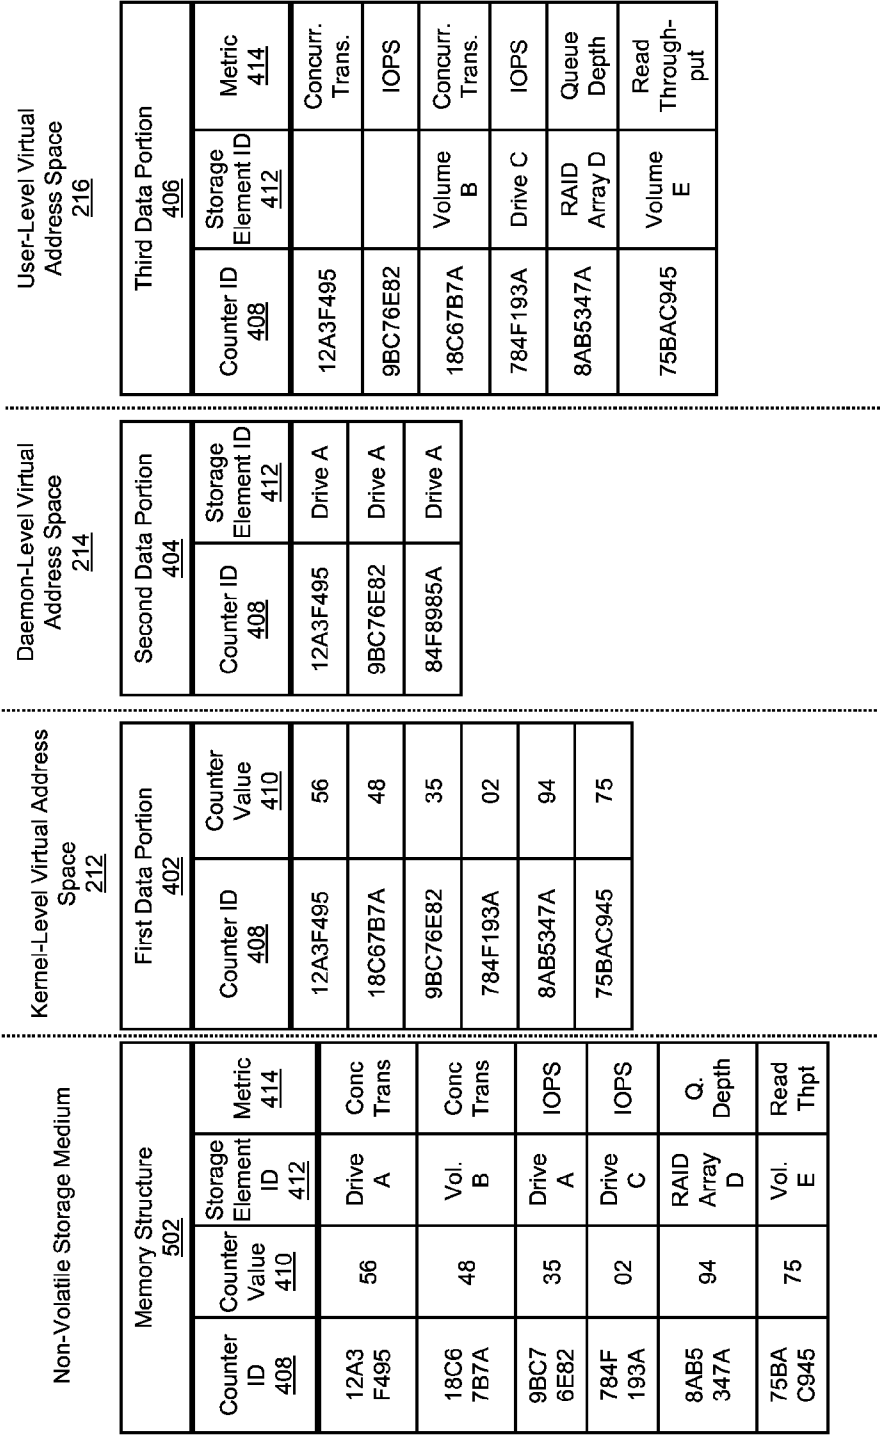 Non-Volatile Storage Medium
Memory Structure
502
Counter
ID
408
Counter
Value
410
Storage
Element
ID
412
Metric
414
12A3
F495
56
Drive
A
Conc
Trans
18C6
7B7A
48
Vol.
B
Conc
Trans
9BC7
6E82
35
Drive
A
IOPS
784F
193A
02
Drive
C
IOPS
8AB5
347A
94
RAID
Array
D
Q.
Depth
75BA
C945
75
Vol.
E
Read
Thpt
Kernel-Level Virtual Address
Space
212
First Data Portion
402
Counter ID
408
Counter
Value
410
12A3F495
56
18C67B7A
48
9BC76E82
35
784F193A
02
8AB5347A
94
75BAC945
75
Daemon-Level Virtual
Address Space
214
Second Data Portion
404
Counter ID
408
Storage
Element ID
412
12A3F495
Drive A
9BC76E82
Drive A
84F8985A
Drive A
User-Level Virtual
Address Space
216
Third Data Portion
406
Counter ID
408
Storage
Element ID
412
Metric
414
12A3F495
Concurr.
Trans.
9BC76E82
IOPS
18C67B7A
Volume
B
Concurr.
Trans.
784F193A
Drive C
IOPS
8AB5347A
RAID
Array D
Queue
Depth
75BAC945
Volume
E
Read
Through-
put